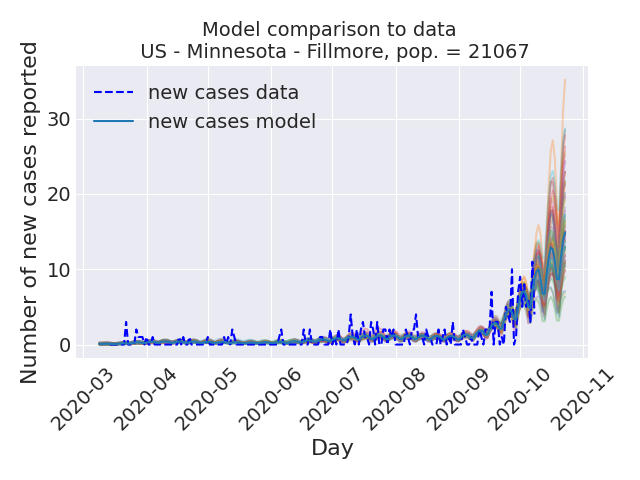 Model comparison to data
US - Minnesota - Fillmore, pop. = 21067
Number of new cases reported
new cases data
new cases model
30
20
10
0
2020-03
2020-04
2020-05
2020-06
2020-07
2020-08
2020-09
2020-10
2020-11
Day